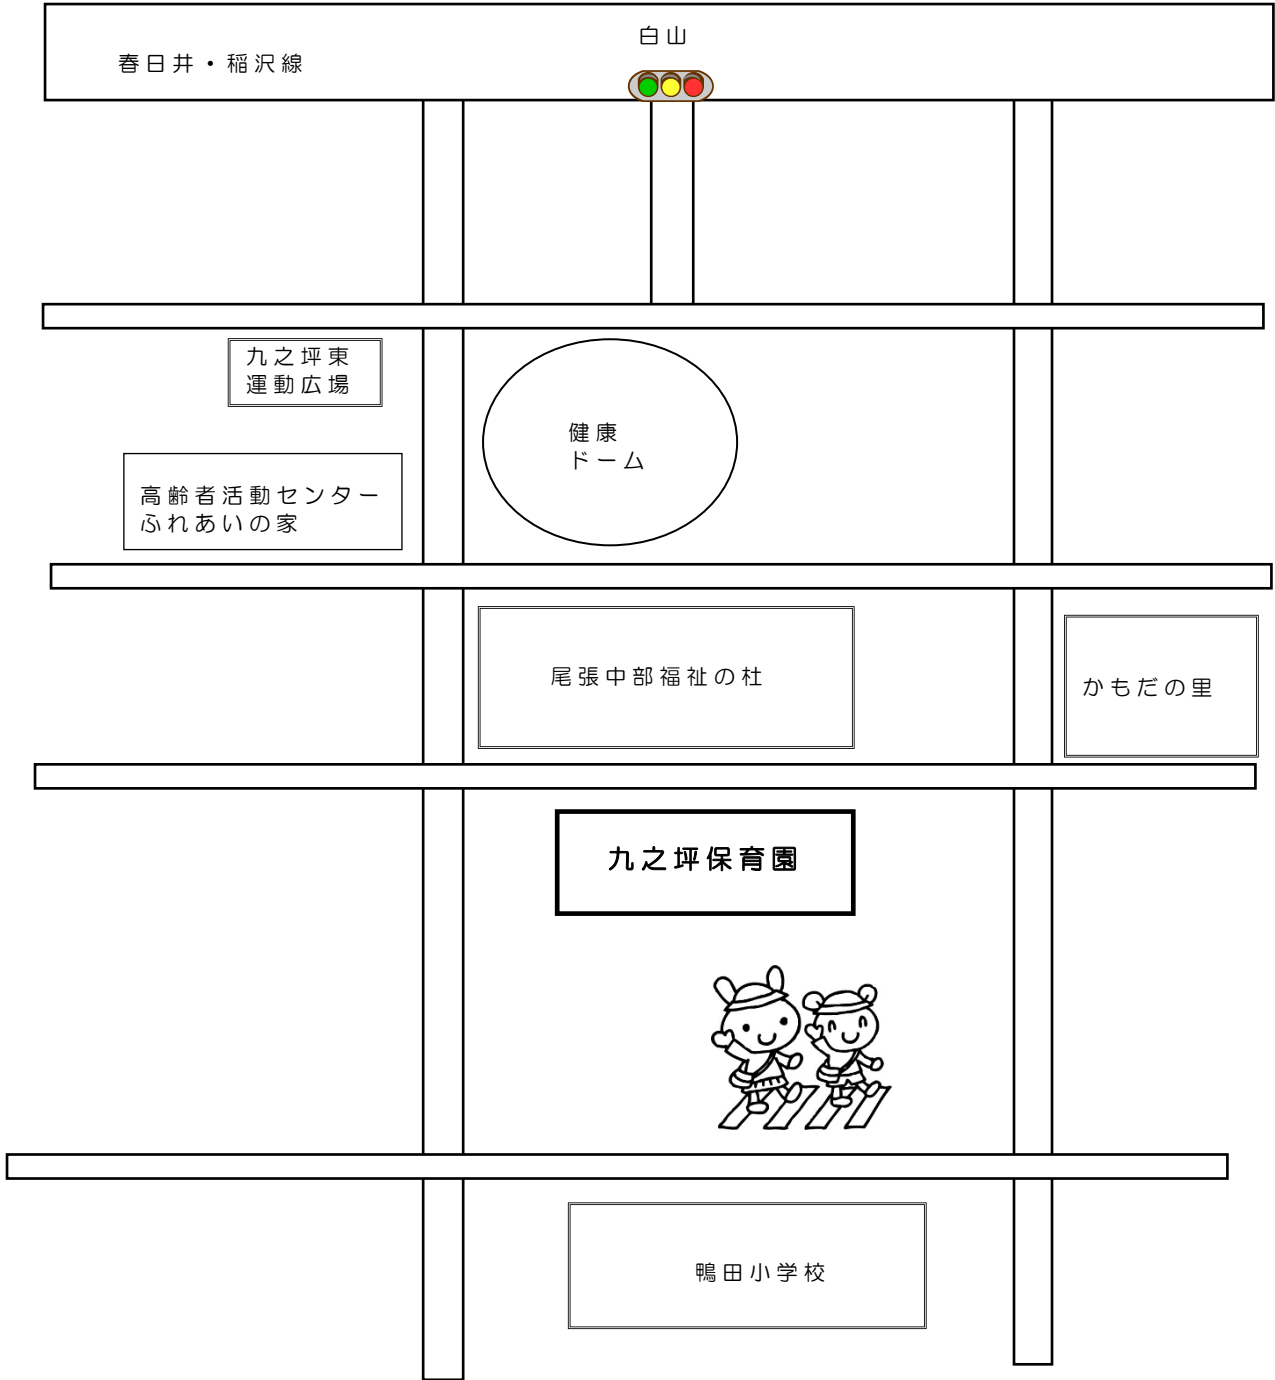 白山
春日井・稲沢線
九之坪東
運動広場
健康
ドーム
高齢者活動センター
ふれあいの家
尾張中部福祉の杜
かもだの里
九之坪保育園
鴨田小学校